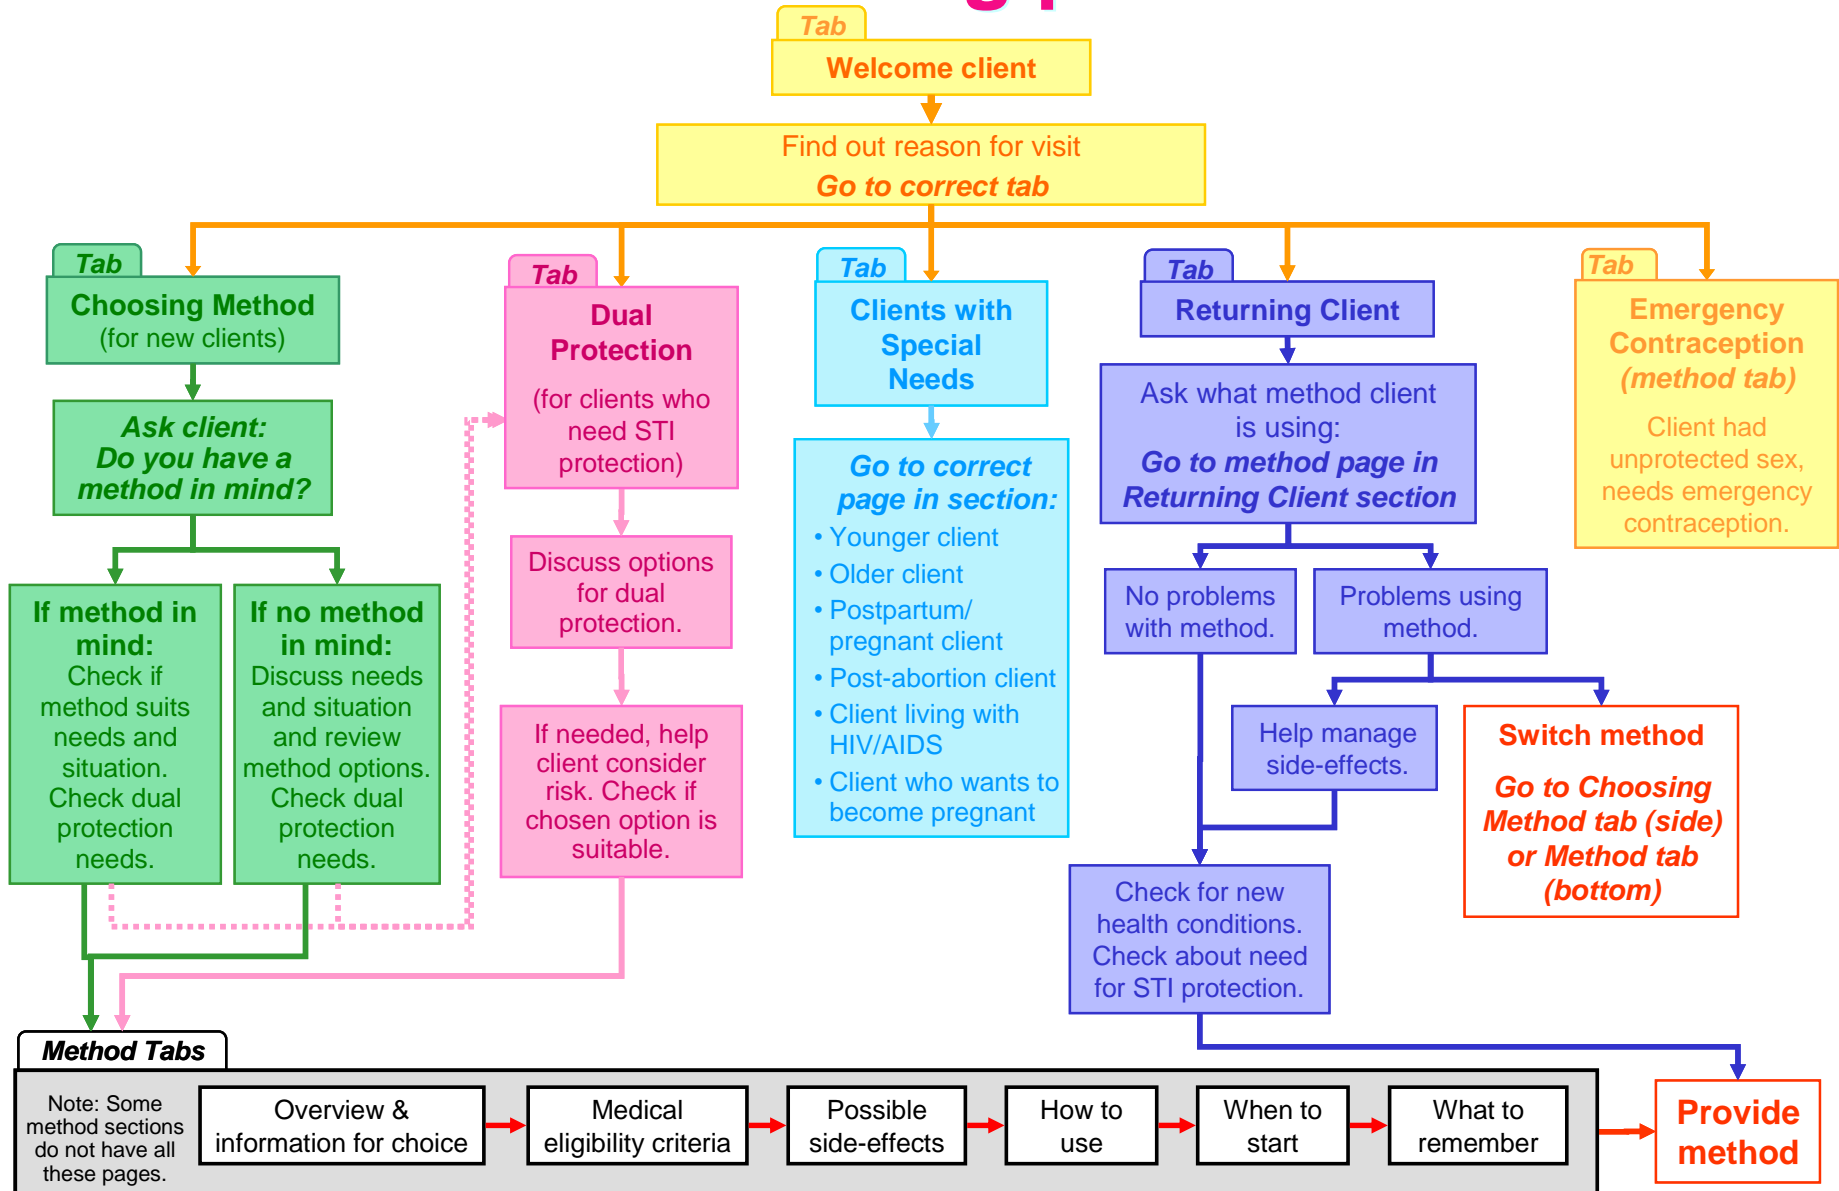 Tab
Welcome client
Find out reason for visit
Go to correct tab
Tab
Choosing Method
(for new clients)
Ask client:
Do you have a
method in mind?
If method in
mind:
Check if
method suits
needs and
situation.
Check dual
protection
needs.
If no method
in mind:
Discuss needs
and situation
and review
method options.
Check dual
protection
needs.
Tab
Dual
Protection
(for clients who
need STI
protection)
Discuss options
for dual
protection.
If needed, help
client consider
risk. Check if
chosen option is
suitable.
Tab
Clients with
Special
Needs
Go to correct
page in section:
• Younger client
• Older client
• Postpartum/
pregnant client
• Post-abortion client
• Client living with
HIV/AIDS
• Client who wants to
become pregnant
Tab
Returning Client
Ask what method client
is using:
Go to method page in
Returning Client section
No problems
with method.
Problems using
method.
Help manage
side-effects.
Switch method
Go to Choosing
Method tab (side)
or Method tab
(bottom)
Check for new
health conditions.
Check about need
for STI protection.
Tab
Emergency
Contraception
(method tab)
Client had
unprotected sex,
needs emergency
contraception.
Method Tabs
Note: Some
method sections
do not have all
these pages.
Overview &
information for choice
Medical
eligibility criteria
Possible
side-effects
How to
use
When to
start
What to
remember
Provide
method